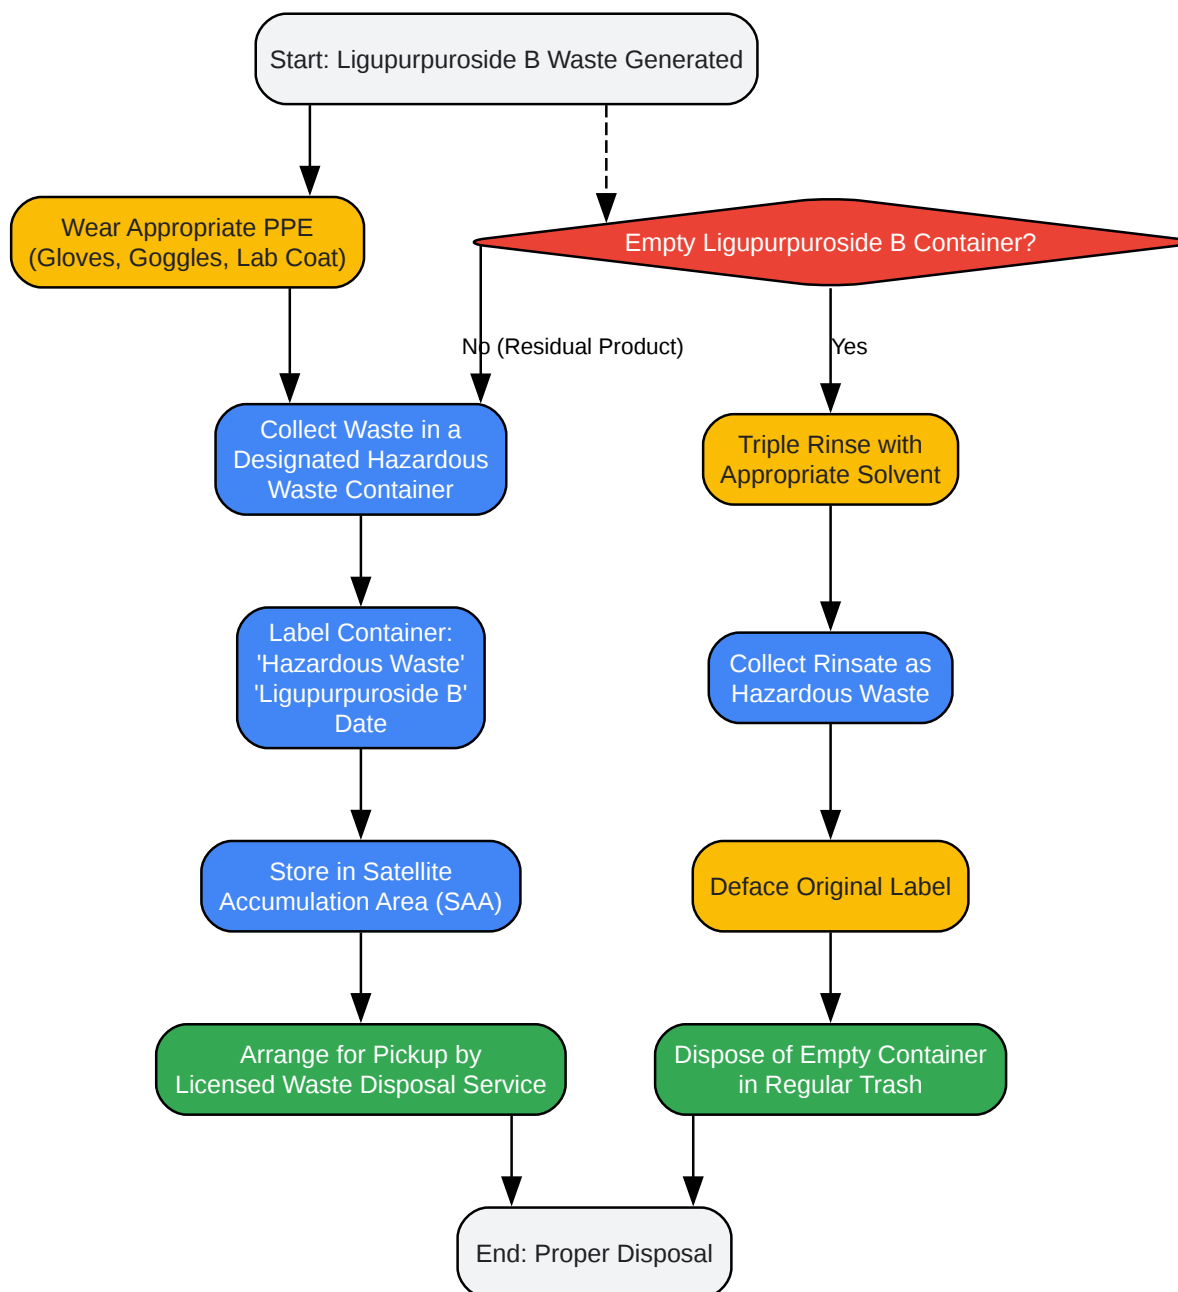 Start: Ligupurpuroside B Waste Generated
Wear Appropriate PPE
(Gloves, Goggles, Lab Coat)
Empty Ligupurpuroside B Container?
No (Residual Product)
Yes
Collect Waste in a
Designated Hazardous
Waste Container
Triple Rinse with
Appropriate Solvent
Label Container:
'Hazardous Waste'
'Ligupurpuroside B'
Date
Collect Rinsate as
Hazardous Waste
Store in Satellite
Accumulation Area (SAA)
Deface Original Label
Arrange for Pickup by
Licensed Waste Disposal Service
Dispose of Empty Container
in Regular Trash
End: Proper Disposal